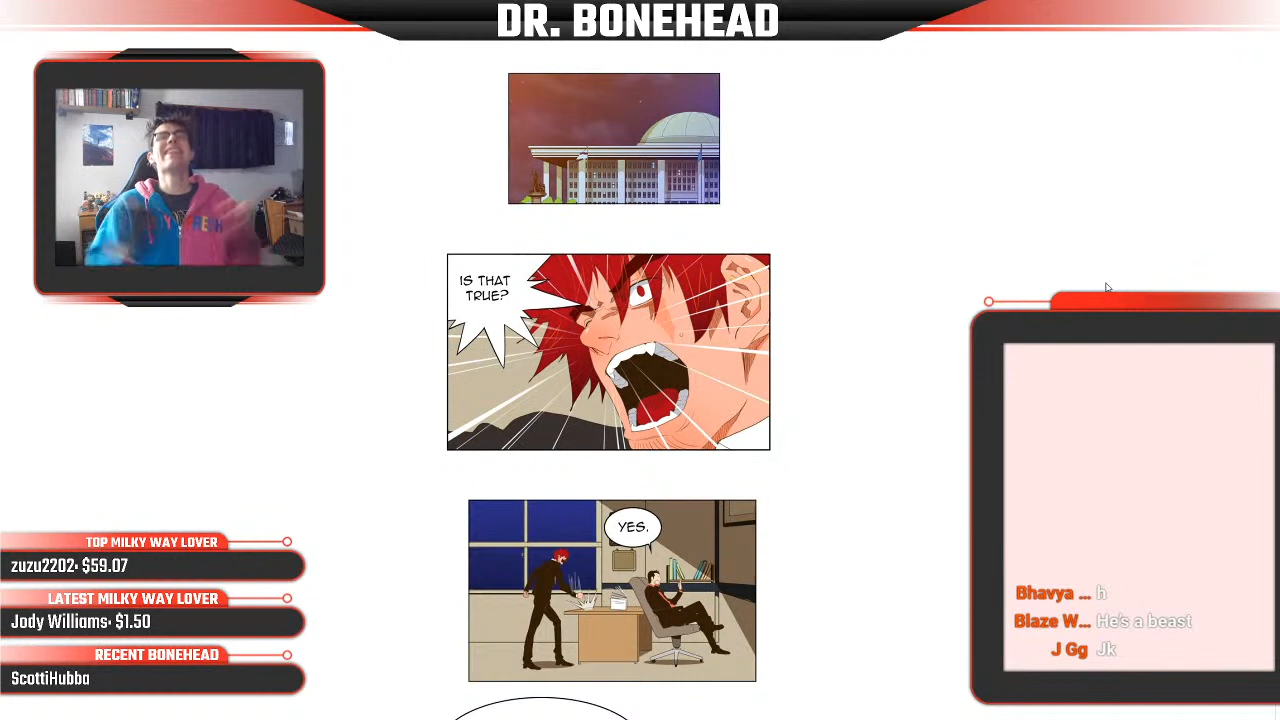 DR. BONEHEAD
IS THAT
TRUE?
YES.
TOP MILKY WAY LOVER
zuzu2202• $59.07
LATEST MILKY WAY LOVER
Jody Williams• $1.50
RECENT BONEHEAD
ScottiHubba
Bhavya ... h
Blaze W... He's a beast
J Gg Jk